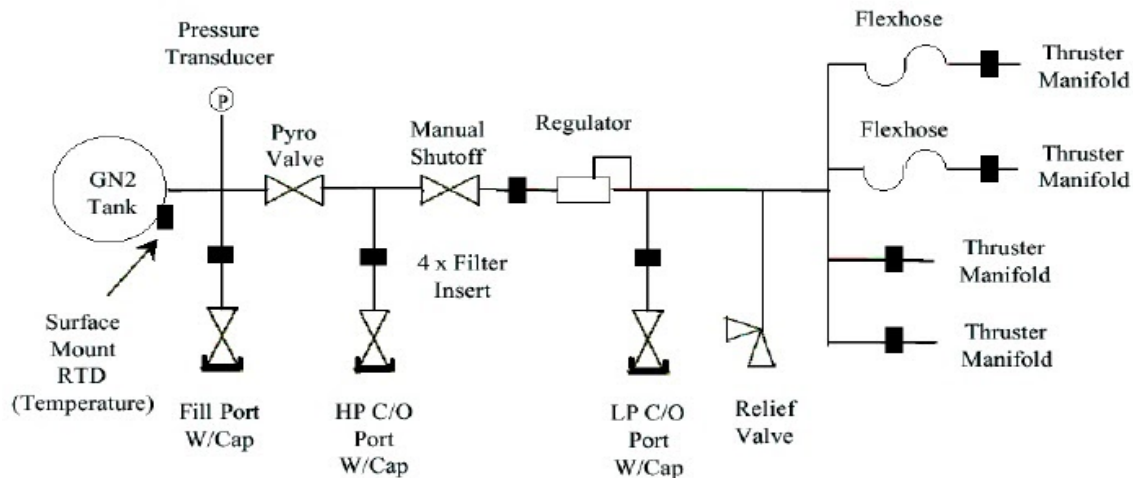 Pressure
Transducer
P
GN2
Tank
Pyro
Valve
Manual
Shutoff
Regulator
Flexhose
Thruster
Manifold
Flexhose
Thruster
Manifold
4 x Filter
Insert
Thruster
Manifold
Thruster
Manifold
Surface
Mount
RTD
(Temperature)
Fill Port
W/Cap
HP C/O
Port
W/Cap
LP C/O
Port
W/Cap
Relief
Valve